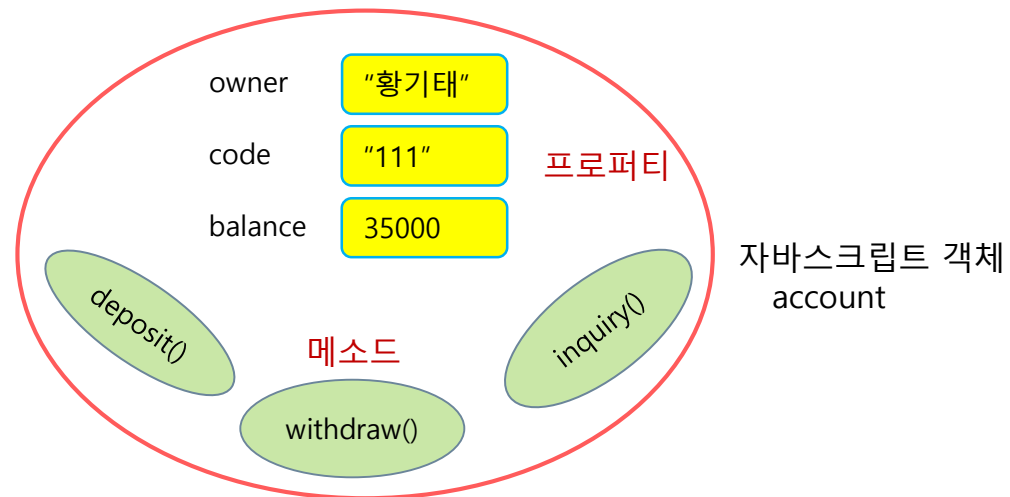 owner “황기태”
code “111”
프로퍼티
balance 35000
자바스크립트 객체
account
deposit()
inquiry()
메소드
withdraw()